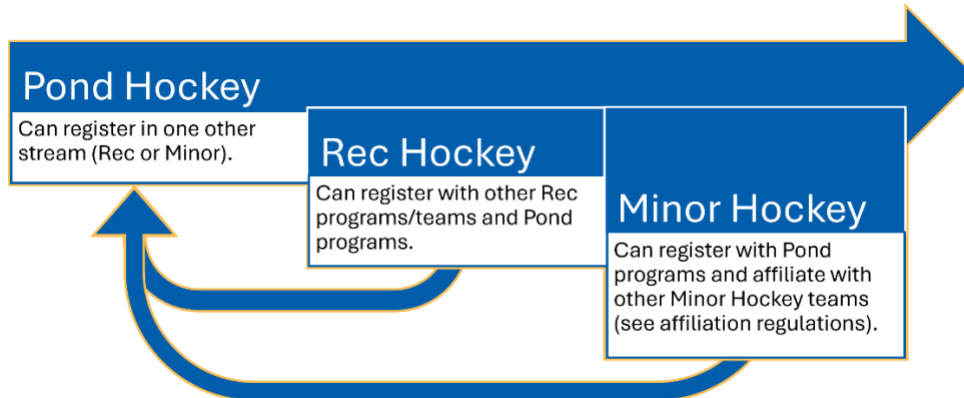 Pond Hockey
Can register in one other
stream (Rec or Minor).
Rec Hockey
Can register with other Rec
programs/teams and Pond
programs.
Minor Hockey
Can register with Pond
programs and affiliate with
other Minor Hockey teams
(see affiliation regulations).